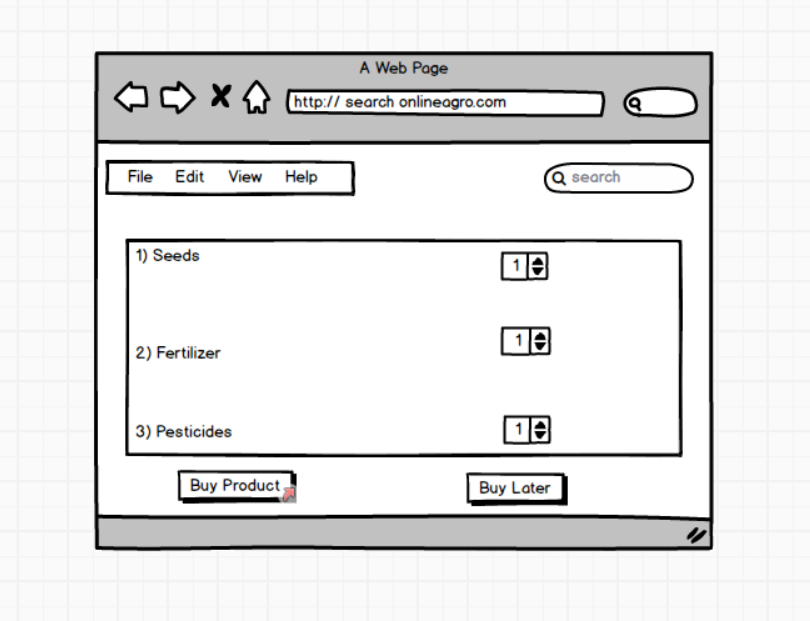 A Web Page
http:// search onlineagro.com
File Edit View Help
search
1) Seeds 1
2) Fertilizer 1
3) Pesticides 1
Buy Product Buy Later